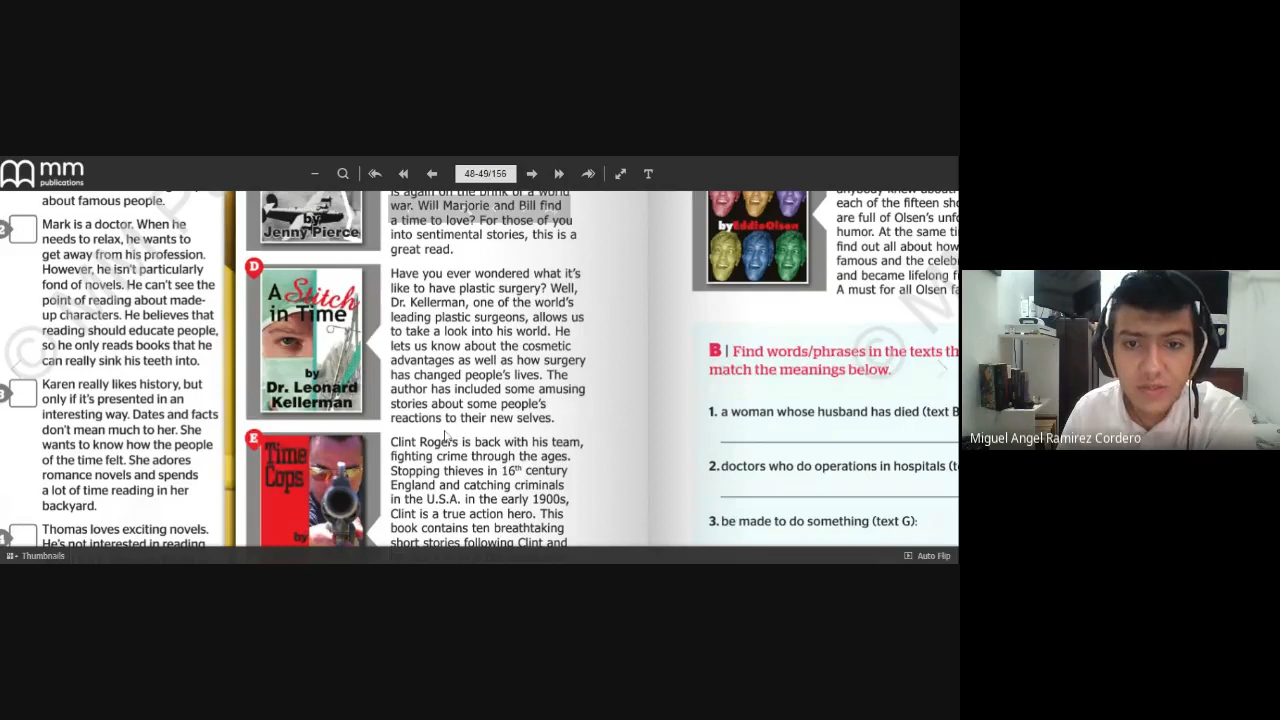 mm
publications
48-49/156
T
about famous people.
2
Mark is a doctor. When he
needs to relax, he wants to
get away from his profession.
However, he isn't particularly
fond of novels. He can't see the
point of reading about made-
up characters. He believes that
reading should educate people,
so he only reads books that he
can really sink his teeth into.
3
Karen really likes history, but
only if it's presented in an
interesting way. Dates and facts
don't mean much to her. She
wants to know how the people
of the time felt. She adores
romance novels and spends
a lot of time reading in her
backyard.
4
Thomas loves exciting novels.
He's not interested in reading
by
Jenny Pierce
is again on the brink of a world
war. Will Marjorie and Bill find
a time to love? For those of you
into sentimental stories, this is a
great read.
D
A Stitch
in Time
by
Dr. Leonard
Kellerman
Have you ever wondered what it's
like to have plastic surgery? Well,
Dr. Kellerman, one of the world's
leading plastic surgeons, allows us
to take a look into his world. He
lets us know about the cosmetic
advantages as well as how surgery
has changed people's lives. The
author has included some amusing
stories about some people's
reactions to their new selves.
E
Time
Cops
by
Clint Rogers is back with his team,
fighting crime through the ages.
Stopping thieves in 16th century
England and catching criminals
in the U.S.A. in the early 1900s,
Clint is a true action hero. This
book contains ten breathtaking
short stories following Clint and
by Eddie Olsen
anybody knew about
each of the fifteen sh
are full of Olsen's unf
humor. At the same ti
find out all about how
famous and the celeb
and became lifelong f
A must for all Olsen fa
B | Find words/phrases in the texts th
match the meanings below.
1. a woman whose husband has died (text B
2. doctors who do operations in hospitals (t
3. be made to do something (text G):
Thumbnails
Auto Flip
Miguel Angel Ramirez Cordero